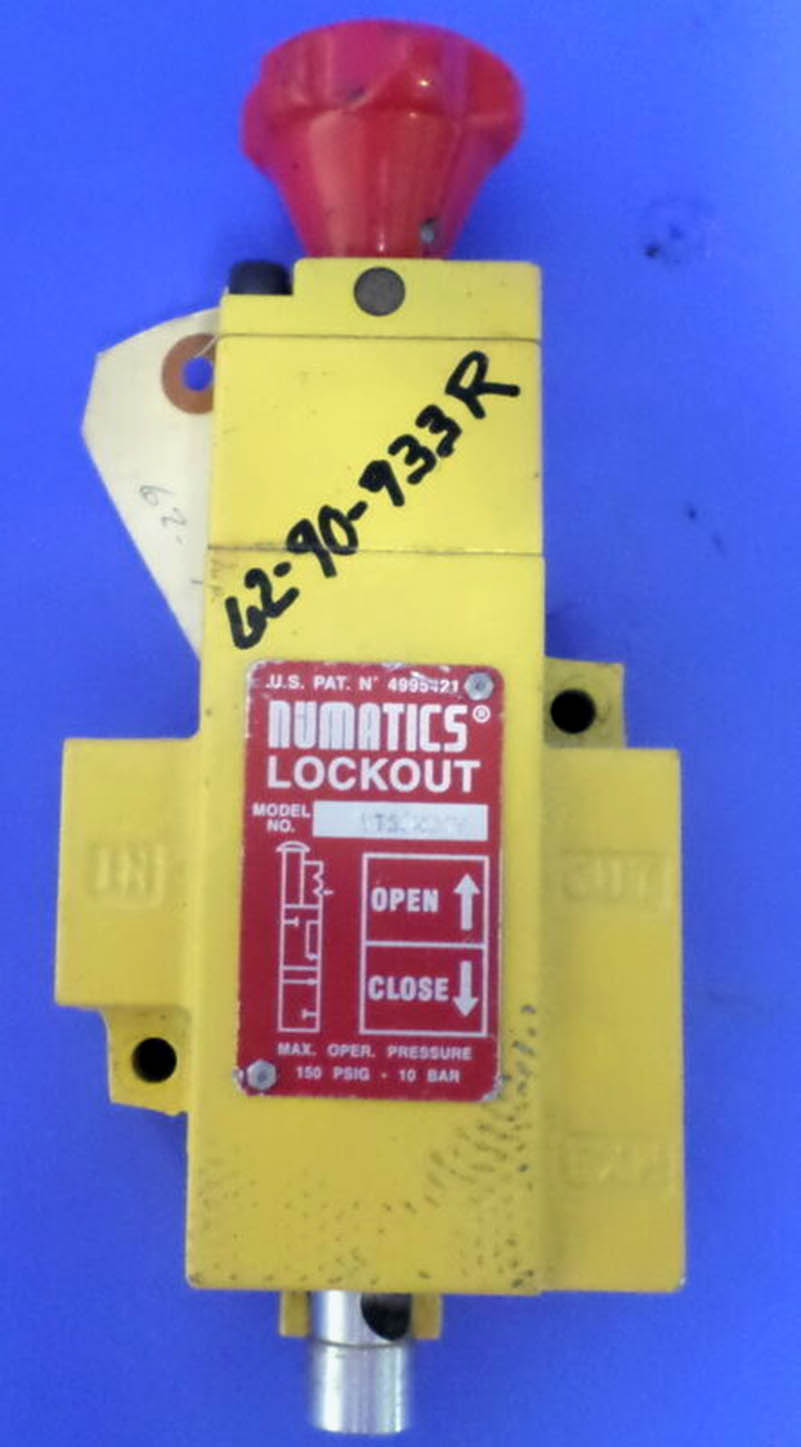 62-90-933R
62-
U.S. PAT. N° 4995421
NUMATICS®
LOCKOUT
MODEL
NO.
OPEN ↑
CLOSE ↓
MAX. OPER. PRESSURE
150 PSIG - 10 BAR
IN
OUT
EXH